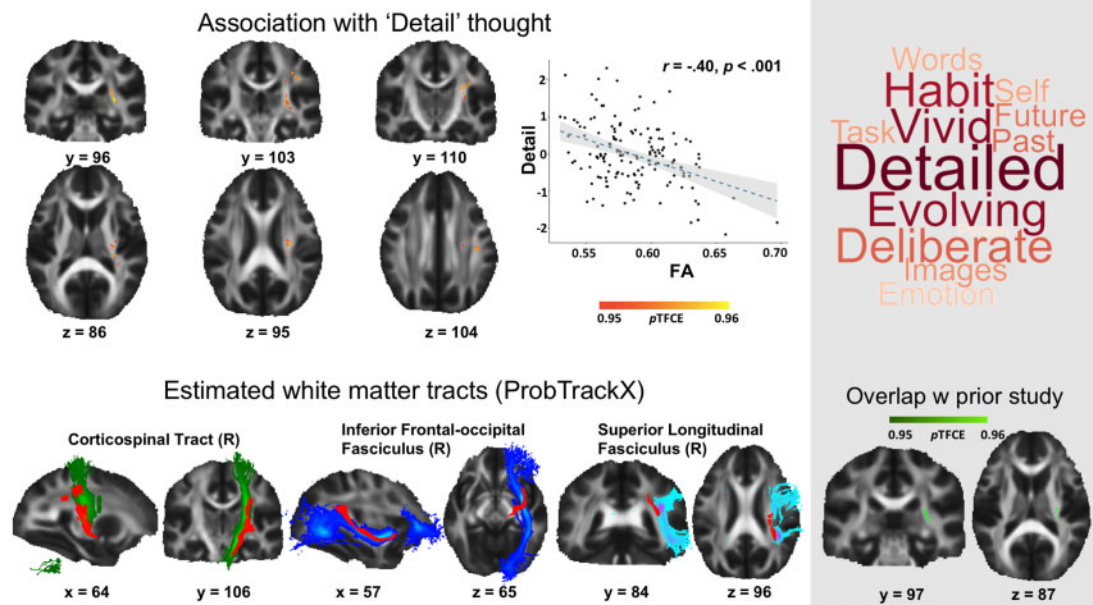 Association with ‘Detail’ thought
y = 96
y = 103
y = 110
z = 86
z = 95
z = 104
r = -.40, p < .001
Detail
2
1
0
-1
-2
0.55
0.60
0.65
0.70
FA
0.95 pTFCE 0.96
Words
Habit
Self
Vivid
Future
Task
Past
Detailed
Evolving
Deliberate
Images
Emotion
Estimated white matter tracts (ProbTrackX)
Corticospinal Tract (R)
Inferior Frontal-occipital
Fasciculus (R)
Superior Longitudinal
Fasciculus (R)
x = 64
y = 106
x = 57
z = 65
y = 84
z = 96
Overlap w prior study
0.95 pTFCE 0.96
y = 97
z = 87